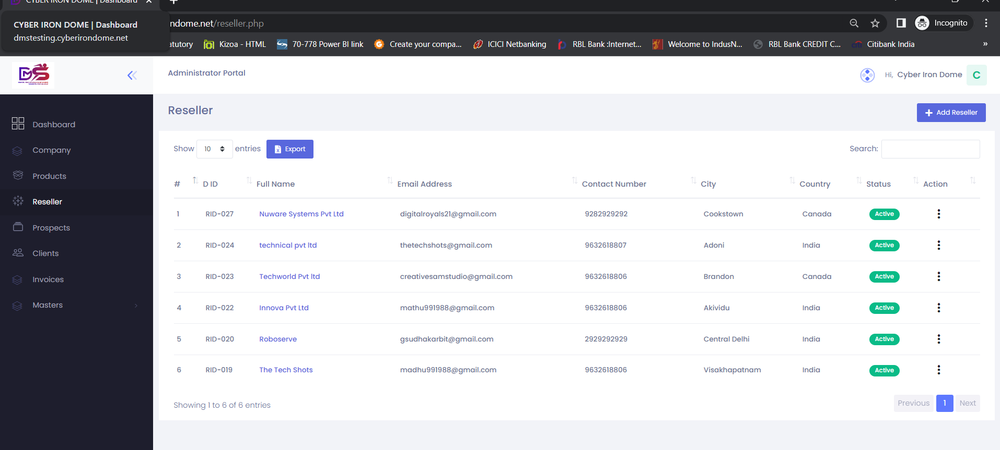 CYBER IRON DOME | Dashboard
CYBER IRON DOME | Dashboard
dmstesting.cyberirondome.net
ndome.net/reseller.php
Incognito
atutory
Kizoa - HTML
70-778 Power BI link
Create your compa...
ICICI Netbanking
RBL Bank :Internet...
Welcome to IndusN...
RBL Bank CREDIT C...
citi
Citibank India
»
DMS
Administrator Portal
Hi, Cyber Iron Dome C
Dashboard
Company
Products
Reseller
Prospects
Clients
Invoices
Masters
Reseller
Add Reseller
Show 10 entries Export Search:
# D ID Full Name Email Address Contact Number City Country Status Action
1 RID-027 Nuware Systems Pvt Ltd digitalroyals21@gmail.com 9282929292 Cookstown Canada Active
2 RID-024 technical pvt ltd thetechshots@gmail.com 9632618807 Adoni India Active
3 RID-023 Techworld Pvt ltd creativesamstudio@gmail.com 9632618806 Brandon Canada Active
4 RID-022 Innova Pvt Ltd mathu991988@gmail.com 9632618806 Akividu India Active
5 RID-020 Roboserve gsudhakarbit@gmail.com 2929292929 Central Delhi India Active
6 RID-019 The Tech Shots madhu991988@gmail.com 9632618806 Visakhapatnam India Active
Showing 1 to 6 of 6 entries
Previous 1 Next